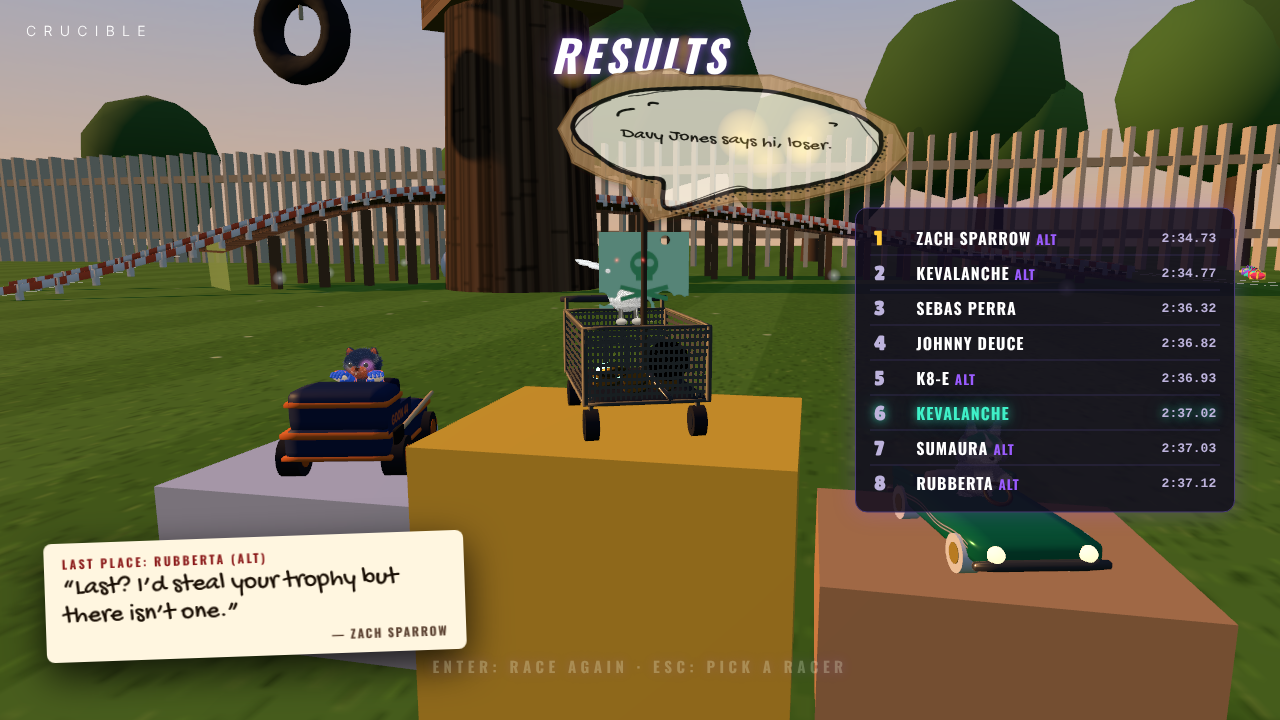 CRUCIBLE
RESULTS
Davy Jones says hi, loser.
1 ZACH SPARROW ALT 2:34.73
2 KEVALANCHE ALT 2:34.77
3 SEBAS PERRA 2:36.32
4 JOHNNY DEUCE 2:36.82
5 K8-E ALT 2:36.93
6 KEVALANCHE 2:37.02
7 SUMAURA ALT 2:37.03
8 RUBBERTA ALT 2:37.12
LAST PLACE: RUBBERTA (ALT)
“Last? I’d steal your trophy but
there isn’t one.”
— ZACH SPARROW
ENTER: RACE AGAIN · ESC: PICK A RACER